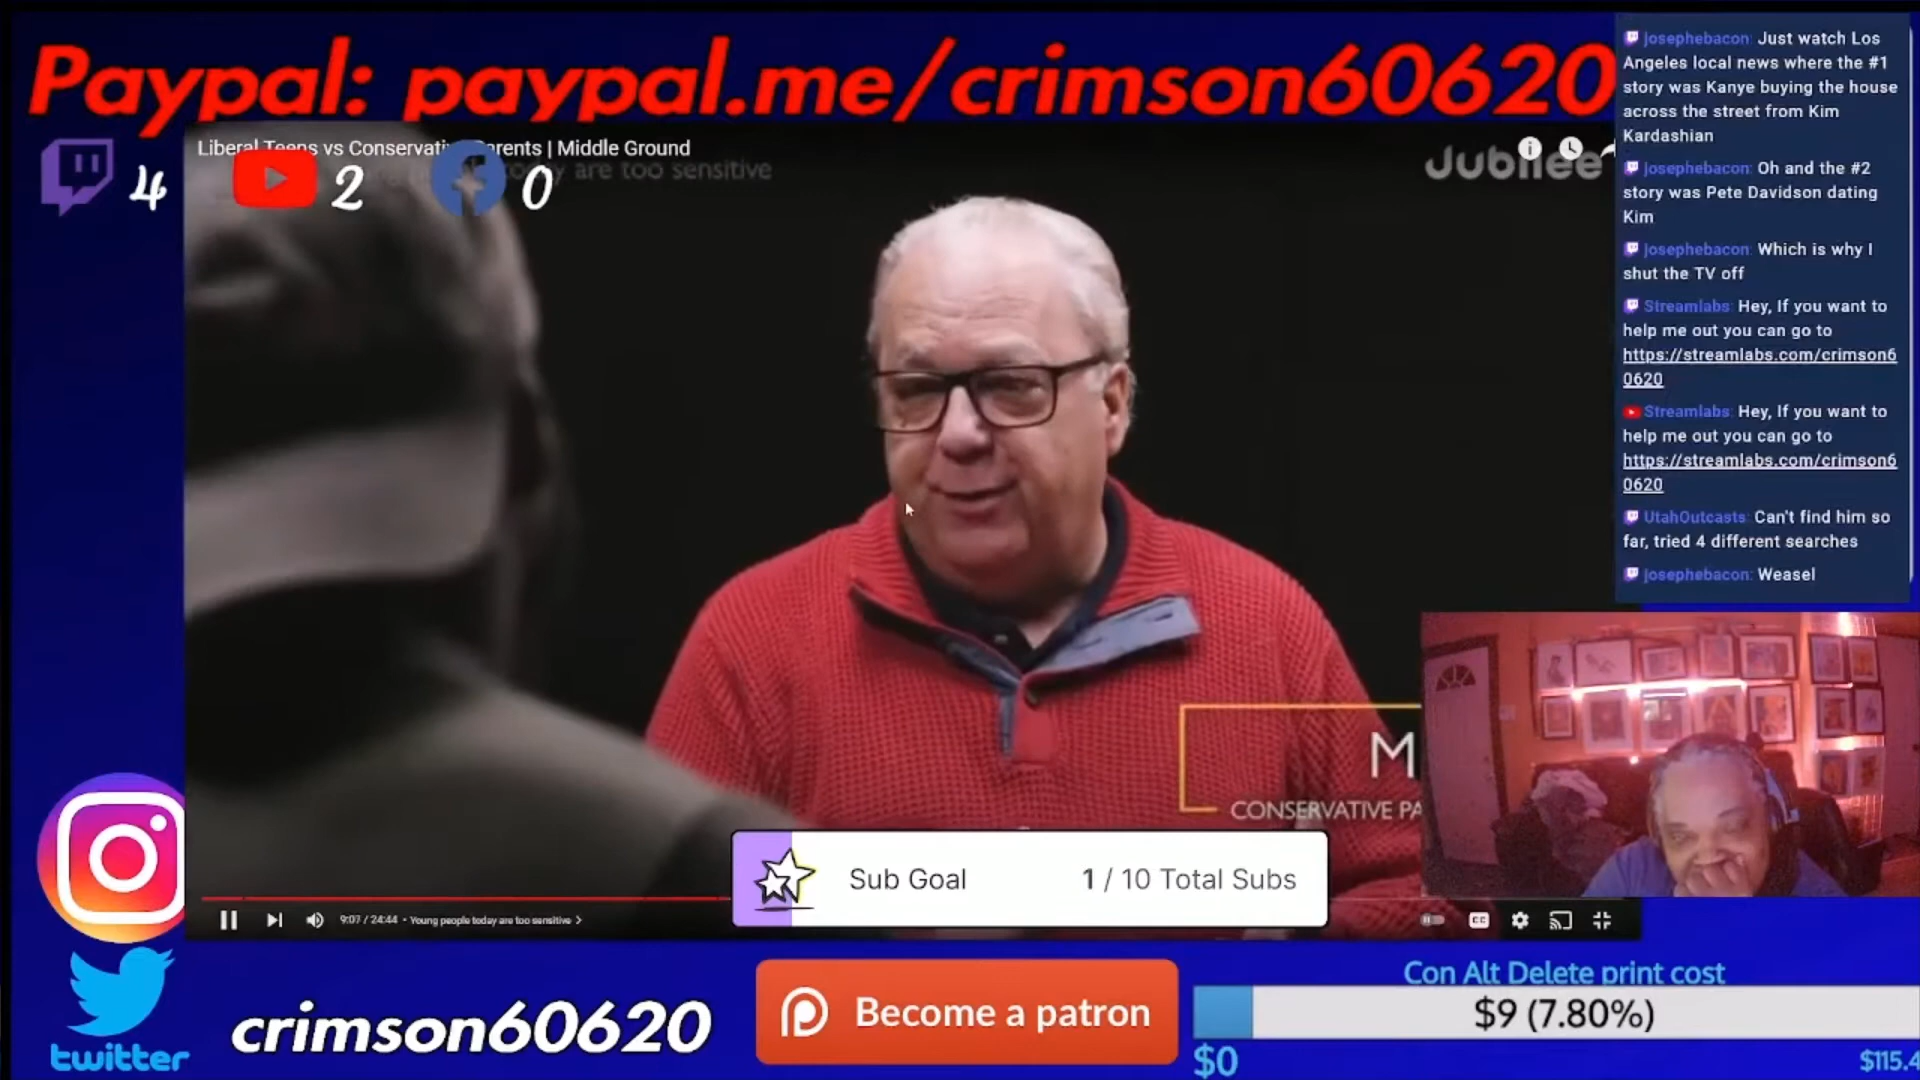 Paypal: paypal.me/crimson60620
Liberal Teens vs Conservative Parents | Middle Ground
today are too sensitive
Jubilee
4
2
0
josephebacon: Just watch Los
Angeles local news where the #1
story was Kanye buying the house
across the street from Kim
Kardashian
josephebacon: Oh and the #2
story was Pete Davidson dating
Kim
josephebacon: Which is why I
shut the TV off
Streamlabs: Hey, If you want to
help me out you can go to
https://streamlabs.com/crimson6
0620
Streamlabs: Hey, If you want to
help me out you can go to
https://streamlabs.com/crimson6
0620
UtahOutcasts: Can't find him so
far, tried 4 different searches
josephebacon: Weasel
M
CONSERVATIVE PA
Sub Goal 1 / 10 Total Subs
9:07 / 24:44 • Young people today are too sensitive >
CC
twitter
crimson60620
Become a patron
Con Alt Delete print cost
$9 (7.80%)
$0
$115.4